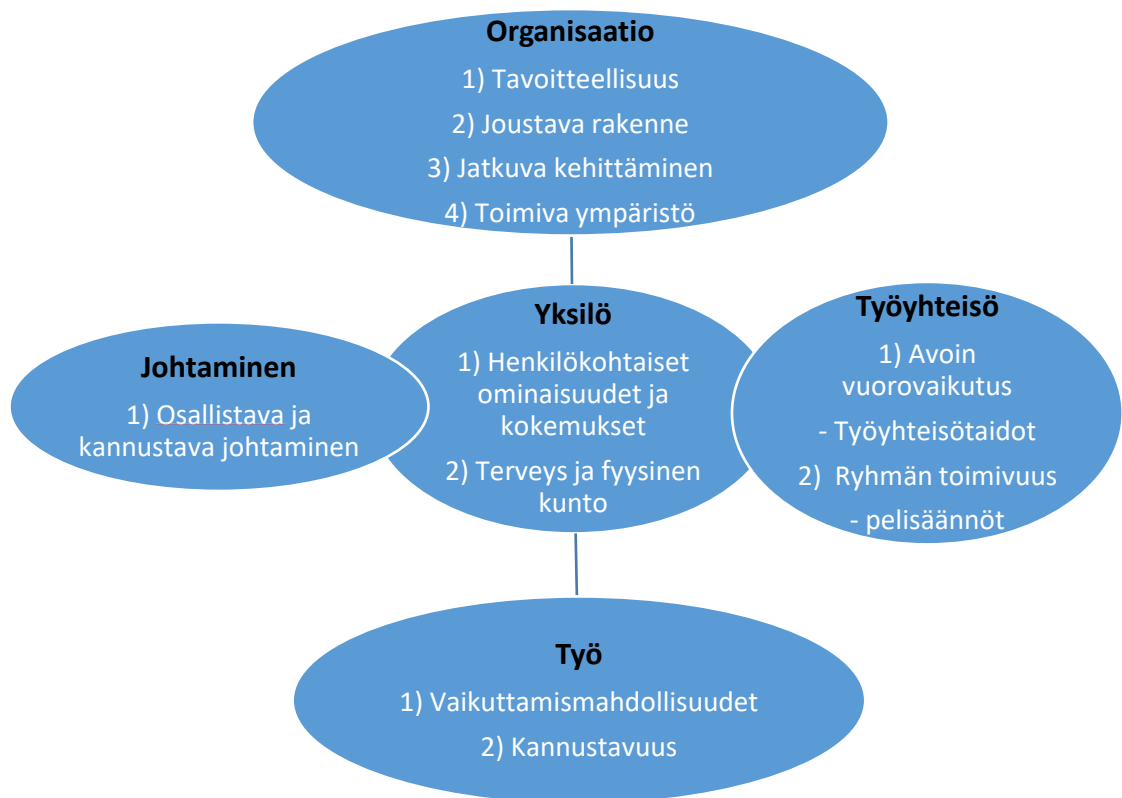 Organisaatio
1) Tavoitteellisuus
2) Joustava rakenne
3) Jatkuva kehittäminen
4) Toimiva ympäristö
Johtaminen
1) Osallistava ja
kannustava johtaminen
Yksilö
1) Henkilökohtaiset
ominaisuudet ja
kokemukset
2) Terveys ja fyysinen
kunto
Työyhteisö
1) Avoin
vuorovaikutus
- Työyhteisötaidot
2) Ryhmän toimivuus
- pelisäännöt
Työ
1) Vaikuttamismahdollisuudet
2) Kannustavuus